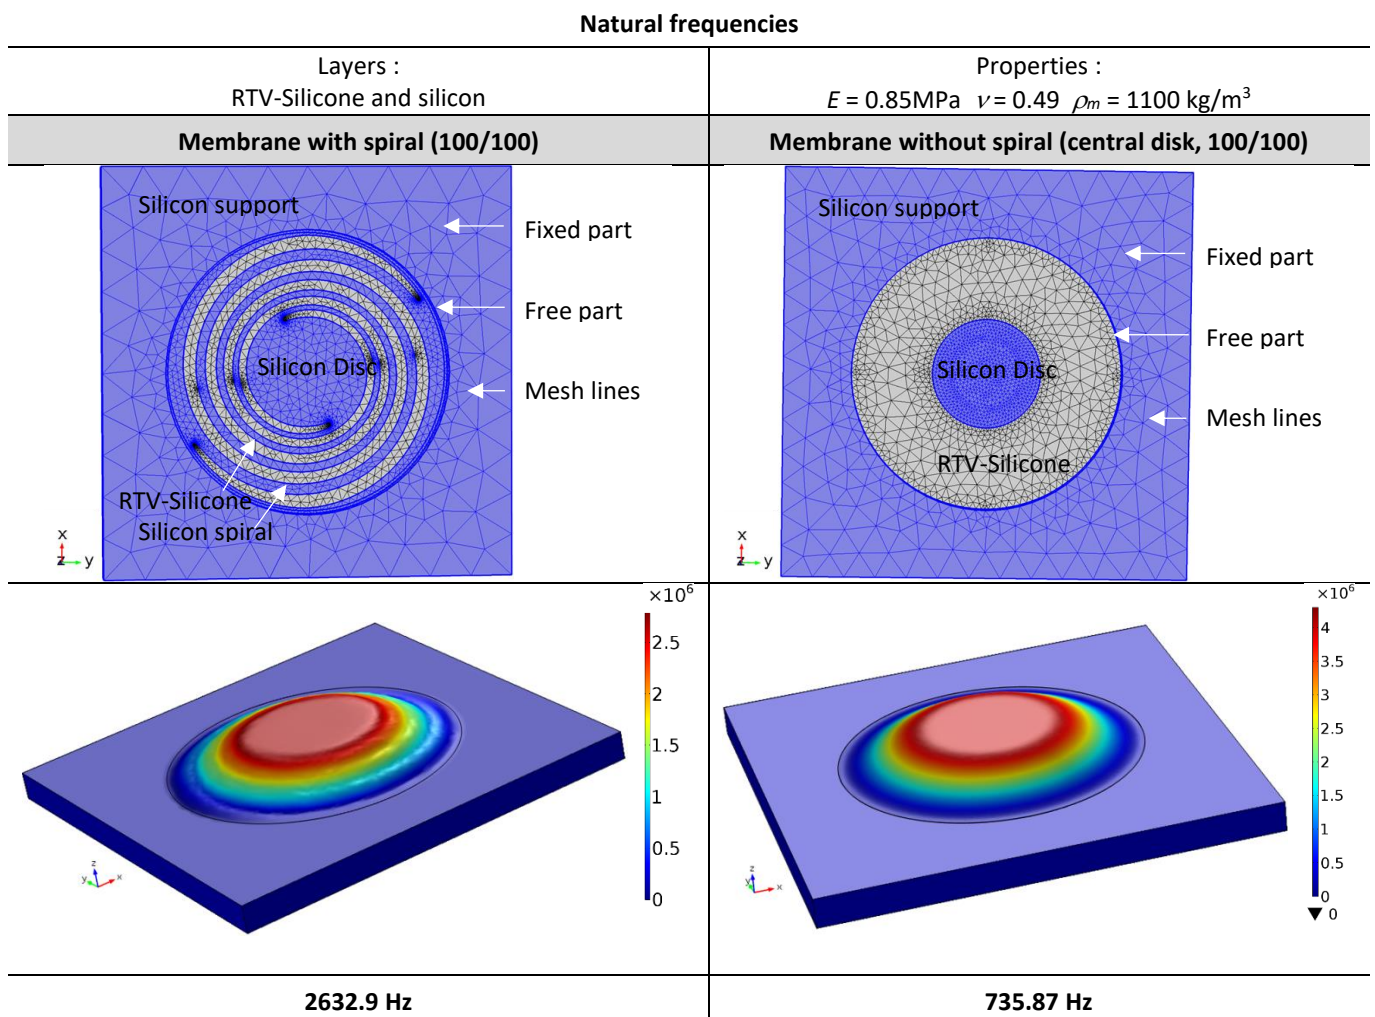 Natural frequencies
Layers :
RTV-Silicone and silicon
Properties :
E = 0.85MPa ν = 0.49 ρm = 1100 kg/m³
Membrane with spiral (100/100)
Membrane without spiral (central disk, 100/100)
Silicon support
Fixed part
Free part
Silicon Disc
Mesh lines
RTV-Silicone
Silicon spiral
x
z
y
Silicon support
Fixed part
Free part
Silicon Disc
Mesh lines
RTV-Silicone
x
z
y
×10⁶
2.5
2
1.5
1
0.5
0
z
y
x
×10⁶
4
3.5
3
2.5
2
1.5
1
0.5
0
▼ 0
z
y
x
2632.9 Hz
735.87 Hz